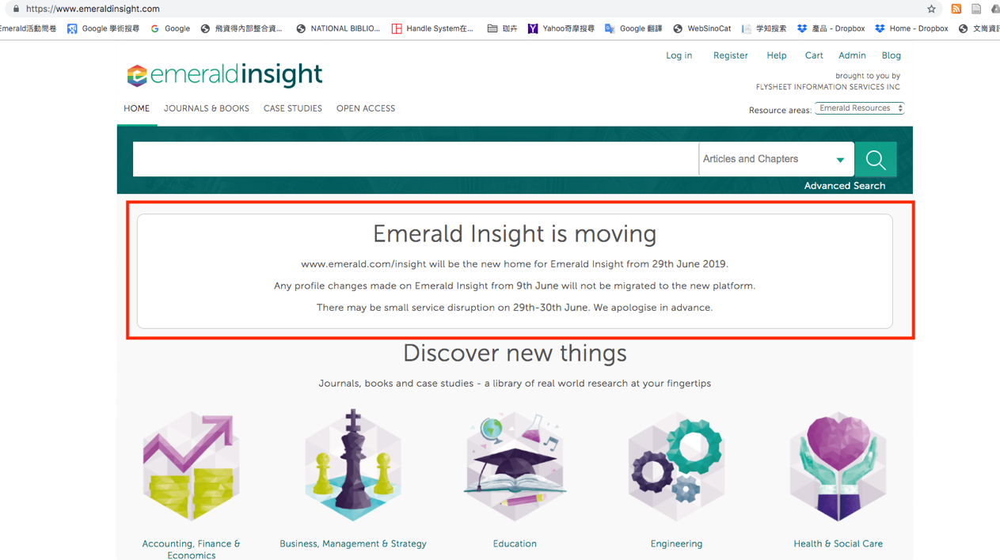 https://www.emeraldinsight.com
Emerald活動問卷 Google 學術搜尋 Google 飛資得內部整合資... NATIONAL BIBLIO... Handle System在... 珈卉 Yahoo奇摩搜尋 Google 翻譯 WebSinoCat 学知搜索 產品 - Dropbox Home - Dropbox 文崗資訊
Log in Register Help Cart Admin Blog
emeraldinsight
brought to you by
FLYSHEET INFORMATION SERVICES INC
HOME JOURNALS & BOOKS CASE STUDIES OPEN ACCESS
Resource areas: Emerald Resources
Articles and Chapters
Advanced Search
Emerald Insight is moving
www.emerald.com/insight will be the new home for Emerald Insight from 29th June 2019.
Any profile changes made on Emerald Insight from 9th June will not be migrated to the new platform.
There may be small service disruption on 29th-30th June. We apologise in advance.
Discover new things
Journals, books and case studies - a library of real world research at your fingertips
Accounting, Finance &
Economics
Business, Management & Strategy
Education
Engineering
Health & Social Care